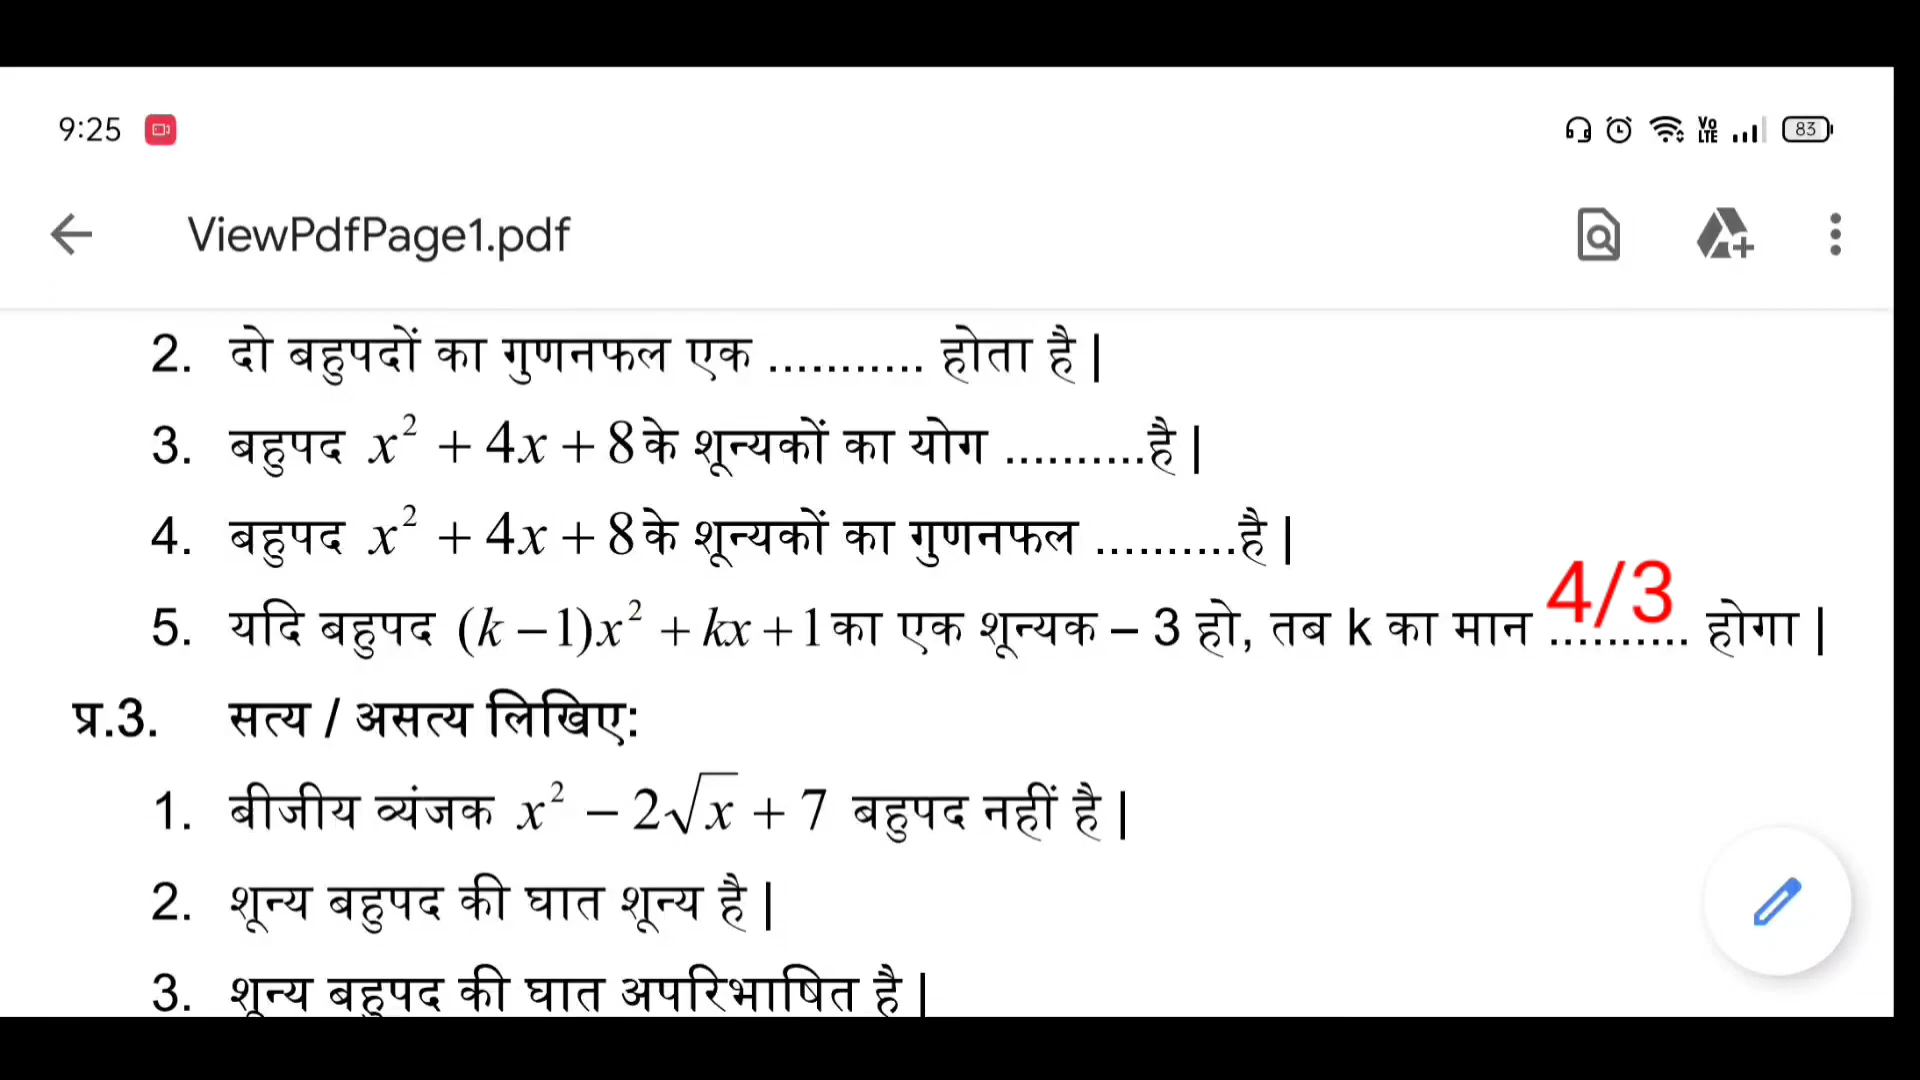 9:25 Vo LTE 83
ViewPdfPage1.pdf
2. दो बहुपदों का गुणनफल एक ........... होता है |
3. बहुपद x² + 4x + 8 के शून्यकों का योग ..........है |
4. बहुपद x² + 4x + 8 के शून्यकों का गुणनफल ..........है |
5. यदि बहुपद (k – 1)x² + kx + 1 का एक शून्यक – 3 हो, तब k का मान .......... 4/3 होगा |
प्र.3. सत्य / असत्य लिखिए:
1. बीजीय व्यंजक x² – 2√x + 7 बहुपद नहीं है |
2. शून्य बहुपद की घात शून्य है |
3. शून्य बहुपद की घात अपरिभाषित है |